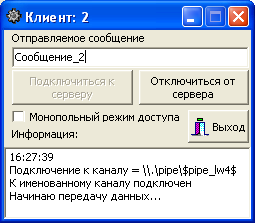 Клиент: 2
Отправляемое сообщение
Сообщение_2
Подключиться к
серверу
Отключиться от
сервера
Монопольный режим доступа
Информация:
Выход
16:27:39
Подключение к каналу = \\.\pipe\$pipe_lw4$
К именованному каналу подключен
Начинаю передачу данных...